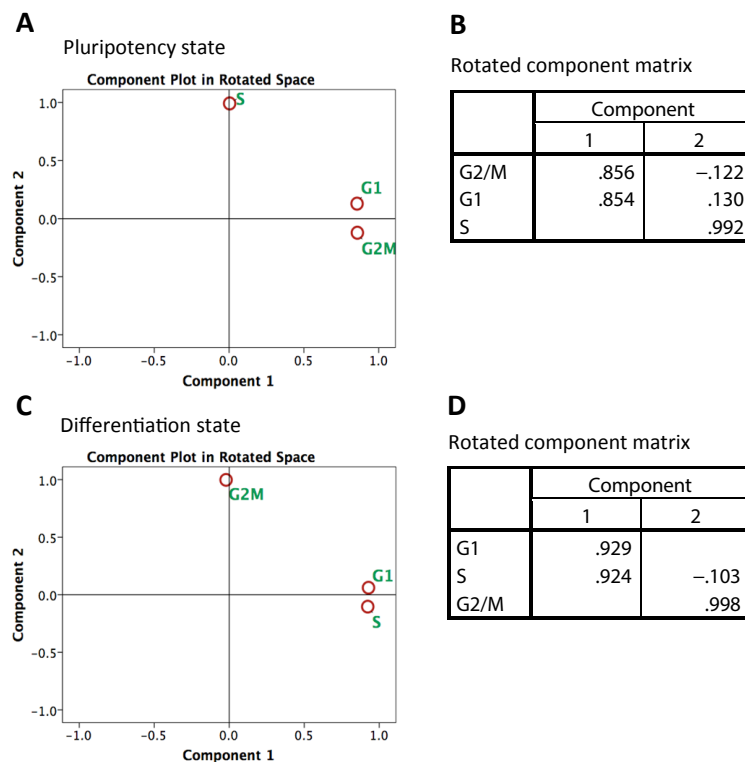 A
Pluripotency state
Component Plot in Rotated Space
Component 2
1.0
0.5
0.0
−0.5
−1.0
S
G1
G2M
−1.0 −0.5 0.0 0.5 1.0
Component 1
B
Rotated component matrix
Component
1 2
G2/M .856 −.122
G1 .854 .130
S .992
C
Differentiation state
Component Plot in Rotated Space
Component 2
1.0
0.5
0.0
−0.5
−1.0
G2M
G1
S
−1.0 −0.5 0.0 0.5 1.0
Component 1
D
Rotated component matrix
Component
1 2
G1 .929
S .924 −.103
G2/M .998